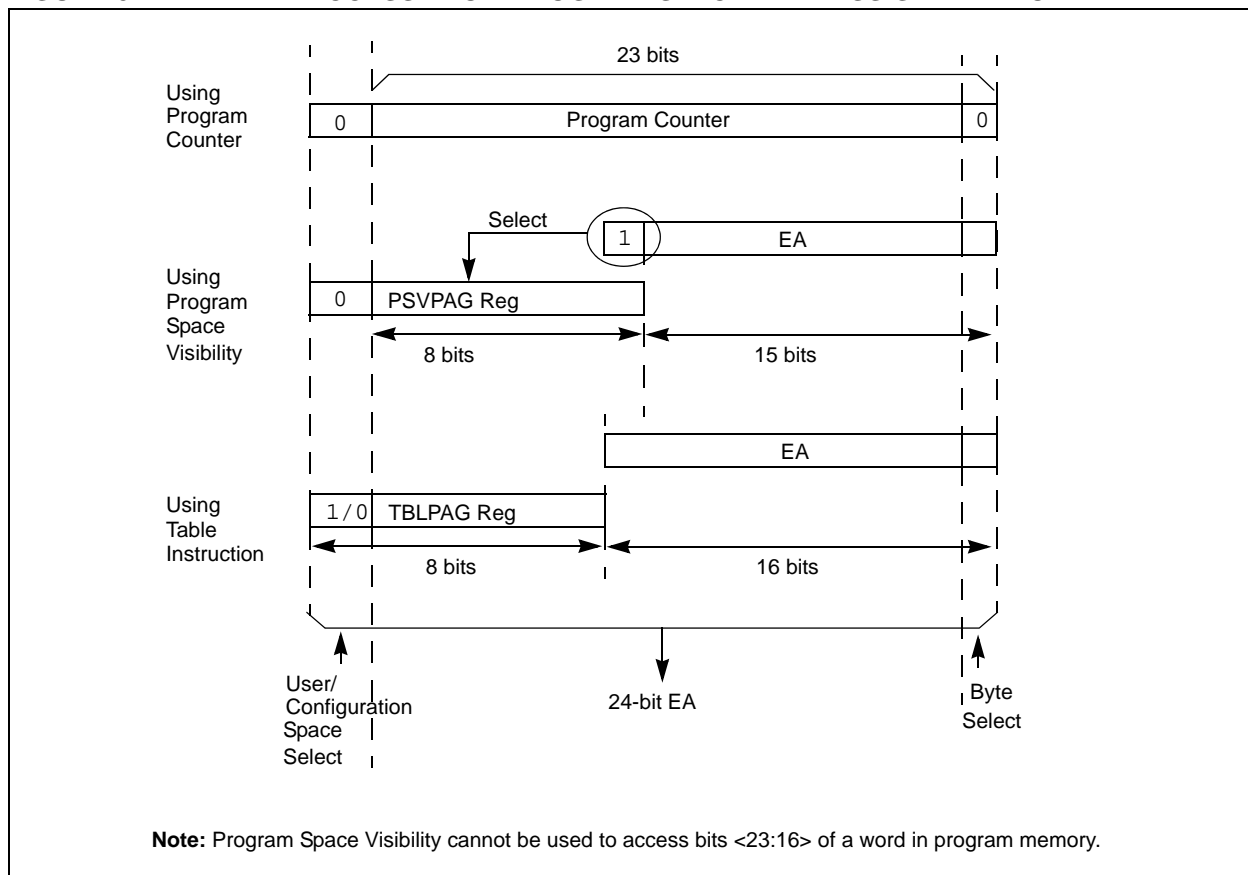 23 bits
Using
Program
Counter
0
Program Counter
0
Select
1
EA
Using
Program
Space
Visibility
0
PSVPAG Reg
8 bits
15 bits
EA
Using
Table
Instruction
1/0
TBLPAG Reg
8 bits
16 bits
User/
Configuration
Space
Select
24-bit EA
Byte
Select
Note: Program Space Visibility cannot be used to access bits <23:16> of a word in program memory.